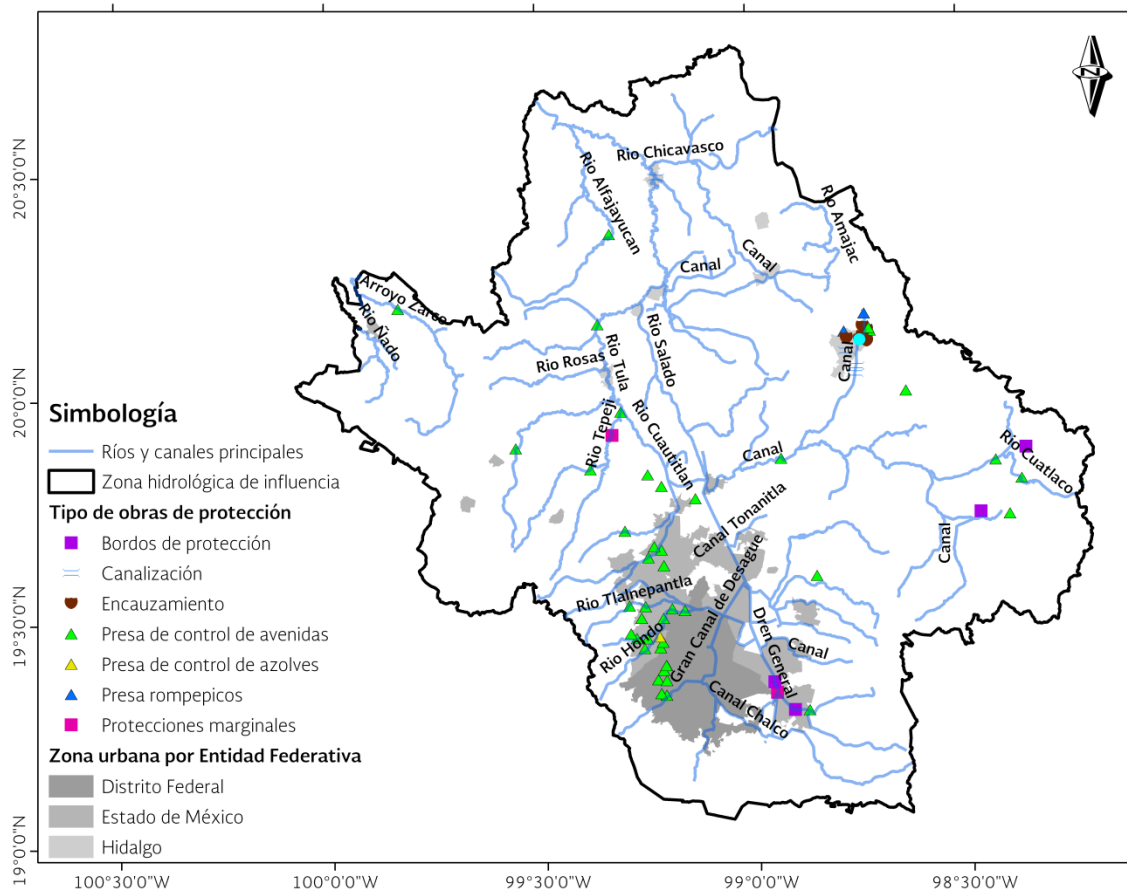 Z
20°30'0"N
20°0'0"N
19°30'0"N
19°0'0"N
Rio Chicavasco
Rio Alfajayucan
Rio Amajac
Canal
Canal
Arroyo Zarco
Rio Ñado
Rio Salado
Rio Rosas
Rio Tula
Canal
Rio Tepeji
Rio Cuautitlan
Canal
Rio Cuatlaco
Canal Tonanitla
Canal
Rio Tlalnepantla
Gran Canal de Desague
Rio Hondo
Dren General
Canal
Canal Chalco
Simbología
Ríos y canales principales
Zona hidrológica de influencia
Tipo de obras de protección
Bordos de protección
Canalización
Encauzamiento
Presa de control de avenidas
Presa de control de azolves
Presa rompepicos
Protecciones marginales
Zona urbana por Entidad Federativa
Distrito Federal
Estado de México
Hidalgo
100°30'0"W
100°0'0"W
99°30'0"W
99°0'0"W
98°30'0"W